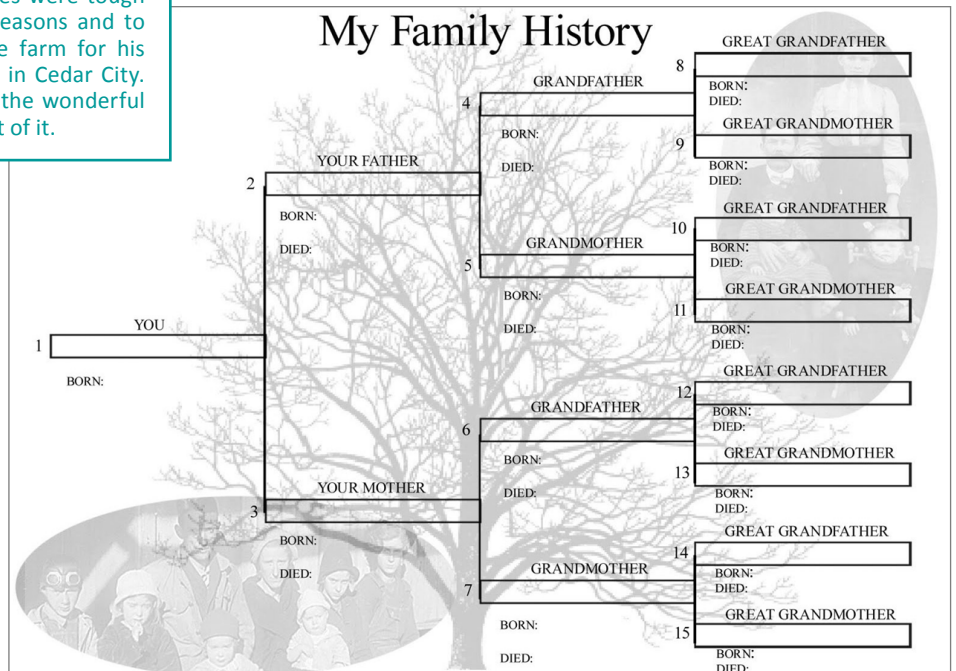 es were tough
easons and to
e farm for his
in Cedar City.
the wonderful
t of it.
My Family History
1
YOU
BORN:
2
YOUR FATHER
BORN:
DIED:
3
YOUR MOTHER
BORN:
DIED:
4
GRANDFATHER
BORN:
DIED:
5
GRANDMOTHER
BORN:
DIED:
6
GRANDFATHER
BORN:
DIED:
7
GRANDMOTHER
BORN:
DIED:
8
GREAT GRANDFATHER
BORN:
DIED:
9
GREAT GRANDMOTHER
BORN:
DIED:
10
GREAT GRANDFATHER
BORN:
DIED:
11
GREAT GRANDMOTHER
BORN:
DIED:
12
GREAT GRANDFATHER
BORN:
DIED:
13
GREAT GRANDMOTHER
BORN:
DIED:
14
GREAT GRANDFATHER
BORN:
DIED:
15
GREAT GRANDMOTHER
BORN:
DIED: